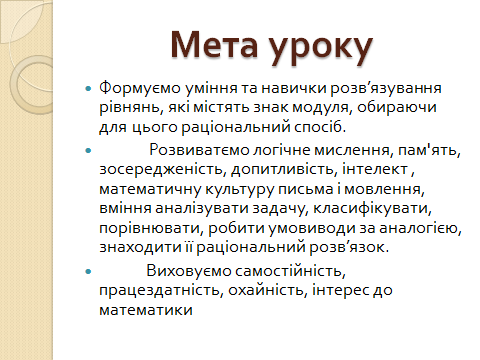 Мета уроку
Формуємо уміння та навички розв’язування
рівнянь, які містять знак модуля, обираючи
для цього раціональний спосіб.
Розвиватємо логічне мислення, пам'ять,
зосередженість, допитливість, інтелект ,
математичну культуру письма і мовлення,
вміння аналізувати задачу, класифікувати,
порівнювати, робити умовиводи за аналогією,
знаходити її раціональний розв’язок.
Виховуємо самостійність,
працездатність, охайність, інтерес до
математики